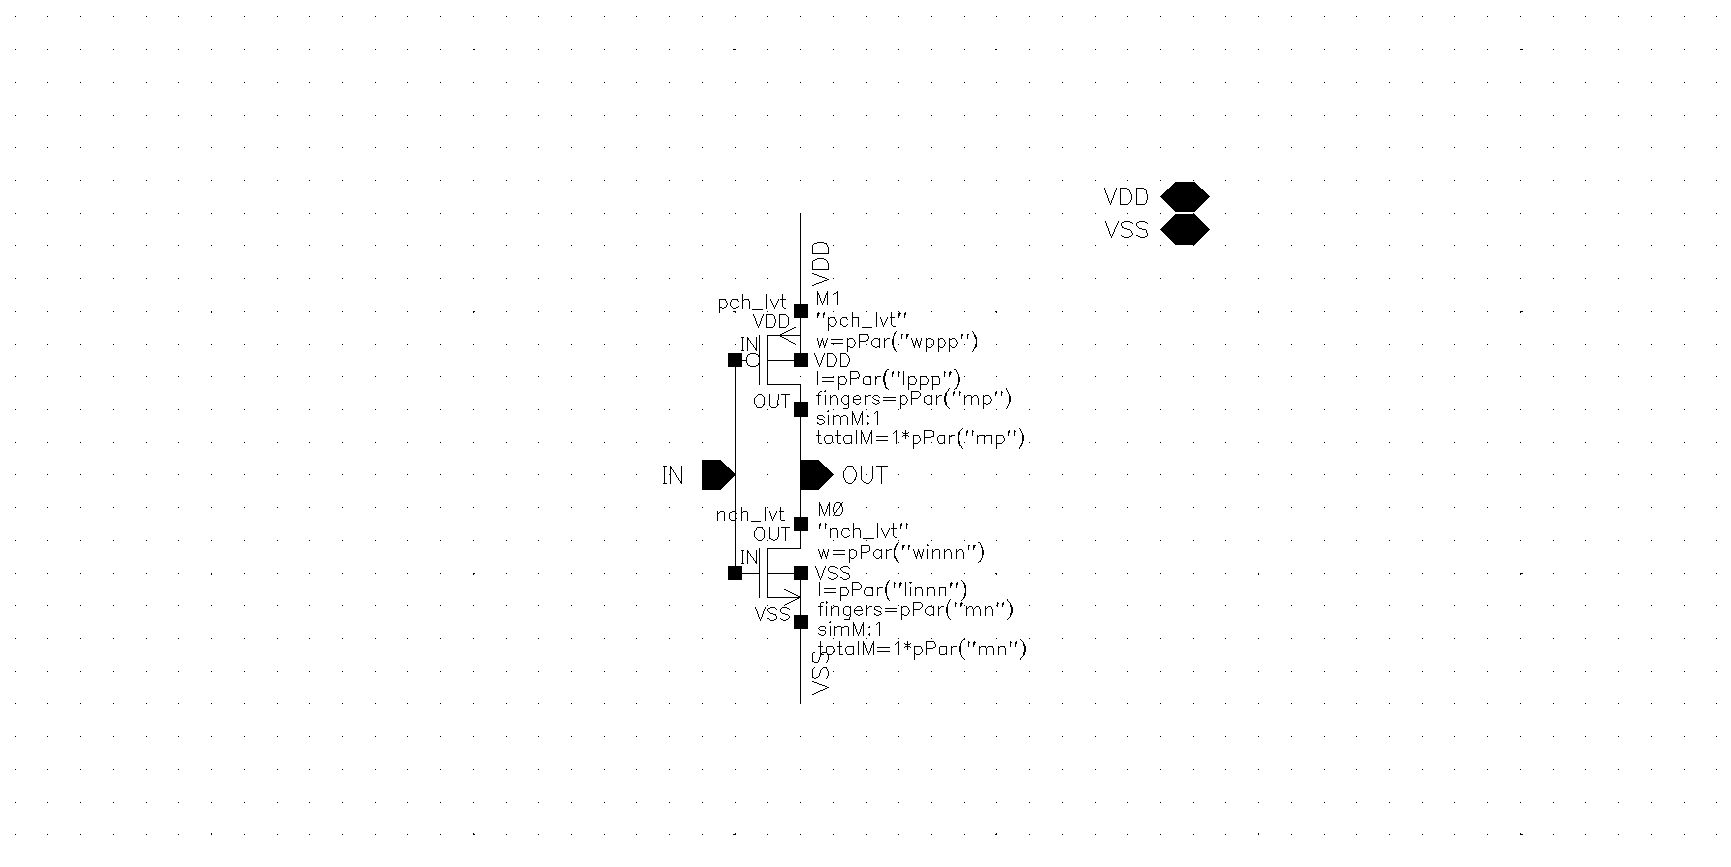 VDD
VSS
VDD
pch_lvt
M1
VDD
"pch_lvt"
IN
w=pPar("wppp")
VDD
l=pPar("lppp")
OUT
fingers=pPar("mp")
simM:1
totalM=1*pPar("mp")
IN
OUT
nch_lvt
M0
OUT
"nch_lvt"
IN
w=pPar("winnn")
VSS
l=pPar("linnn")
VSS
fingers=pPar("mn")
simM:1
totalM=1*pPar("mn")
VSS